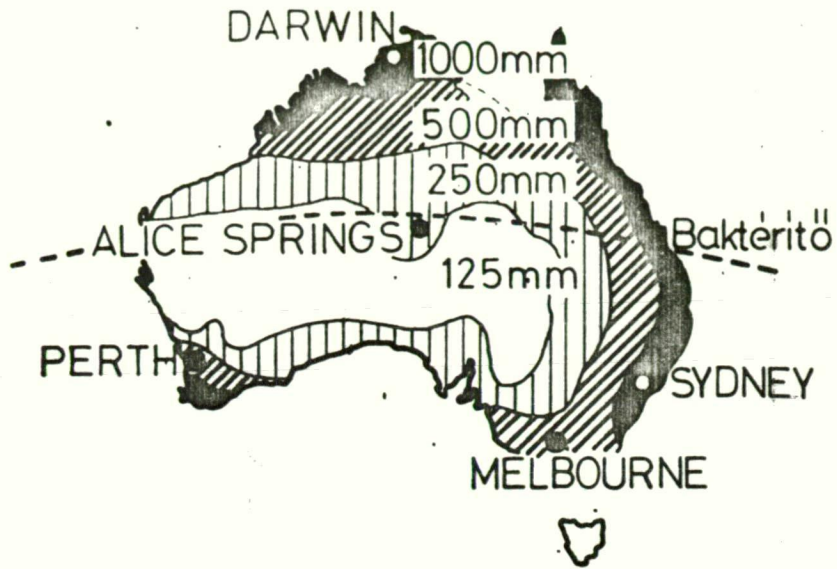 DARWIN
1000mm
500mm
250mm
ALICE SPRINGS
Baktérítő
125mm
PERTH
SYDNEY
MELBOURNE